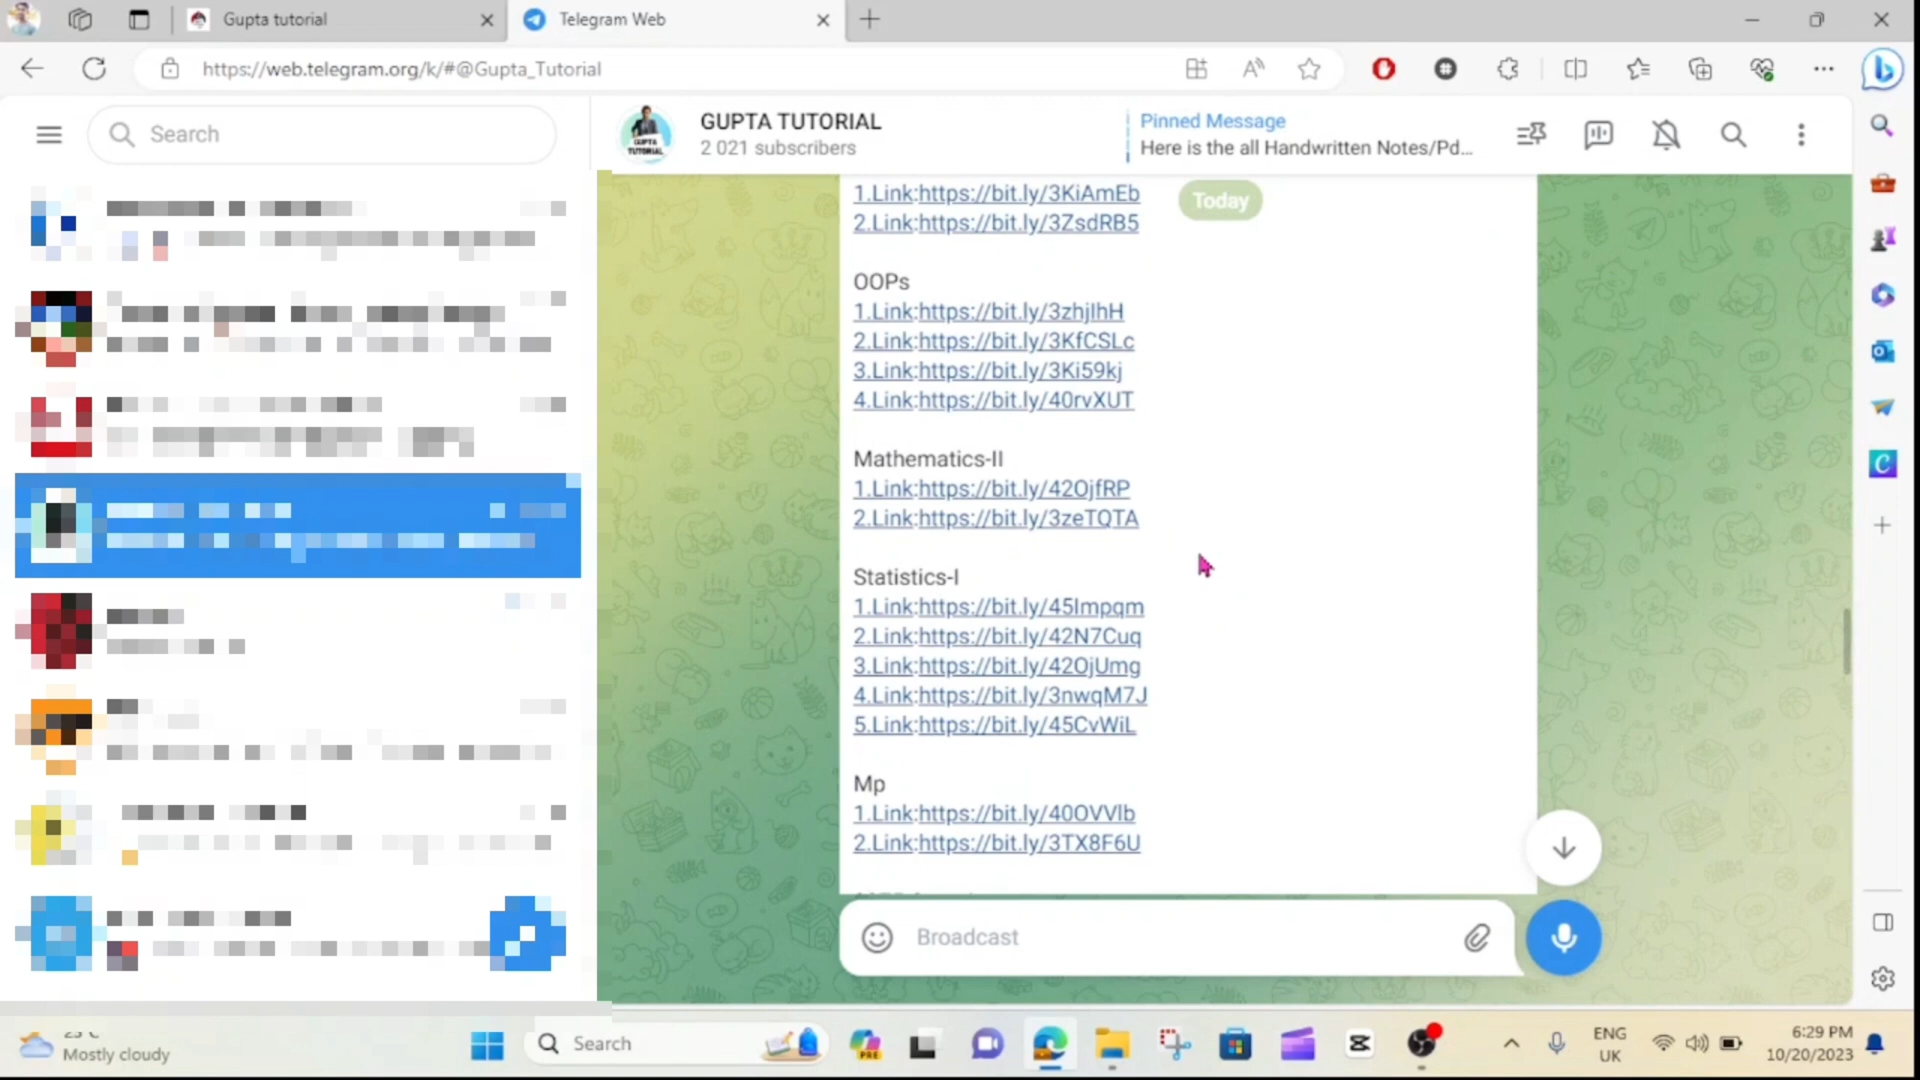 Gupta tutorial
Telegram Web
https://web.telegram.org/k/#@Gupta_Tutorial
Search
GUPTA TUTORIAL
2 021 subscribers
Pinned Message
Here is the all Handwritten Notes/Pd...
Today
1.Link:https://bit.ly/3KiAmEb
2.Link:https://bit.ly/3ZsdRB5
OOPs
1.Link:https://bit.ly/3zhjlhH
2.Link:https://bit.ly/3KfCSLc
3.Link:https://bit.ly/3Ki59kj
4.Link:https://bit.ly/40rvXUT
Mathematics-II
1.Link:https://bit.ly/42OjfRP
2.Link:https://bit.ly/3zeTQTA
Statistics-I
1.Link:https://bit.ly/45Impqm
2.Link:https://bit.ly/42N7Cuq
3.Link:https://bit.ly/42OjUmg
4.Link:https://bit.ly/3nwqM7J
5.Link:https://bit.ly/45CvWiL
Mp
1.Link:https://bit.ly/40OVVlb
2.Link:https://bit.ly/3TX8F6U
Broadcast
Mostly cloudy
Search
PRE
ENG
UK
6:29 PM
10/20/2023